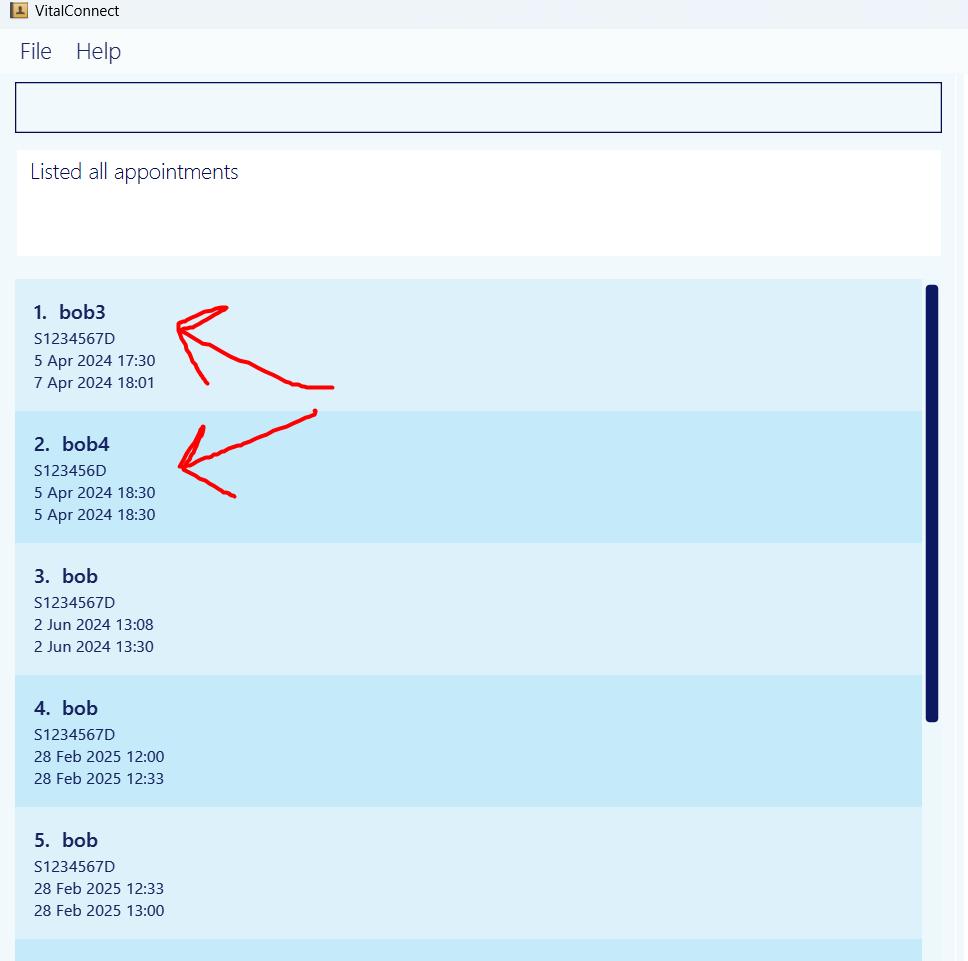 VitalConnect
File Help
Listed all appointments
1. bob3
S1234567D
5 Apr 2024 17:30
7 Apr 2024 18:01
2. bob4
S123456D
5 Apr 2024 18:30
5 Apr 2024 18:30
3. bob
S1234567D
2 Jun 2024 13:08
2 Jun 2024 13:30
4. bob
S1234567D
28 Feb 2025 12:00
28 Feb 2025 12:33
5. bob
S1234567D
28 Feb 2025 12:33
28 Feb 2025 13:00